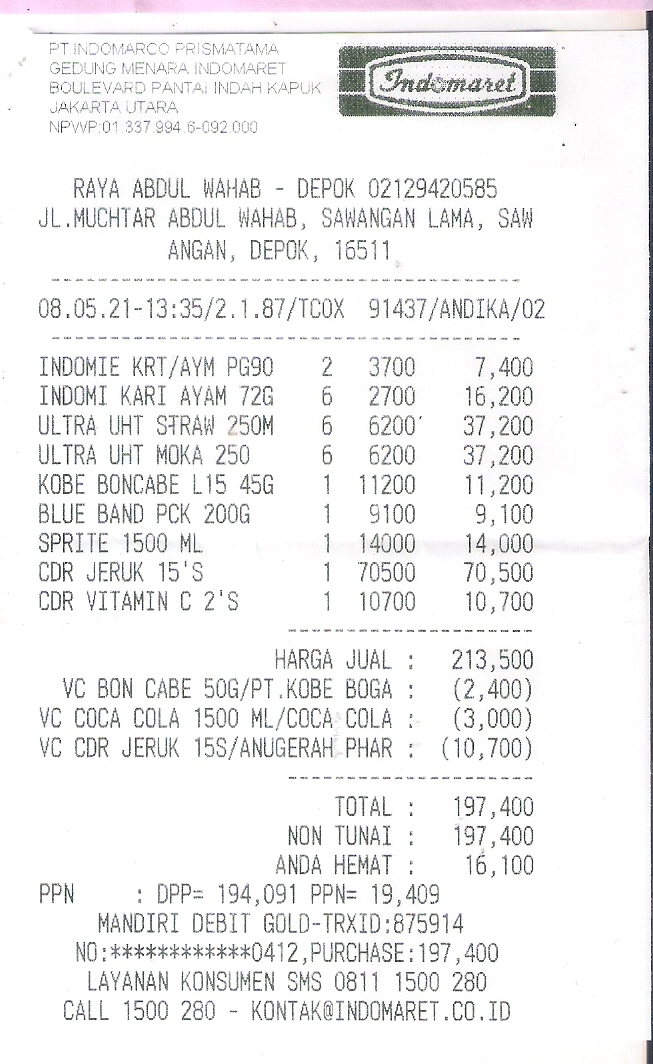 PT.INDOMARCO PRISMATAMA
GEDUNG MENARA INDOMARET
BOULEVARD PANTAI INDAH KAPUK
JAKARTA UTARA
NPWP:01.337.994.6-092.000
Indomaret
RAYA ABDUL WAHAB - DEPOK 02129420585
JL.MUCHTAR ABDUL WAHAB, SAWANGAN LAMA, SAW
ANGAN, DEPOK, 16511
08.05.21-13:35/2.1.87/TCOX 91437/ANDIKA/02
INDOMIE KRT/AYM PG90 2 3700 7,400
INDOMI KARI AYAM 72G 6 2700 16,200
ULTRA UHT STRAW 250M 6 6200 37,200
ULTRA UHT MOKA 250 6 6200 37,200
KOBE BONCABE L15 45G 1 11200 11,200
BLUE BAND PCK 200G 1 9100 9,100
SPRITE 1500 ML 1 14000 14,000
CDR JERUK 15'S 1 70500 70,500
CDR VITAMIN C 2'S 1 10700 10,700
HARGA JUAL : 213,500
VC BON CABE 50G/PT.KOBE BOGA : (2,400)
VC COCA COLA 1500 ML/COCA COLA : (3,000)
VC CDR JERUK 15S/ANUGERAH PHAR : (10,700)
TOTAL : 197,400
NON TUNAI : 197,400
ANDA HEMAT : 16,100
PPN : DPP= 194,091 PPN= 19,409
MANDIRI DEBIT GOLD-TRXID:875914
NO:************0412,PURCHASE:197,400
LAYANAN KONSUMEN SMS 0811 1500 280
CALL 1500 280 - KONTAK@INDOMARET.CO.ID